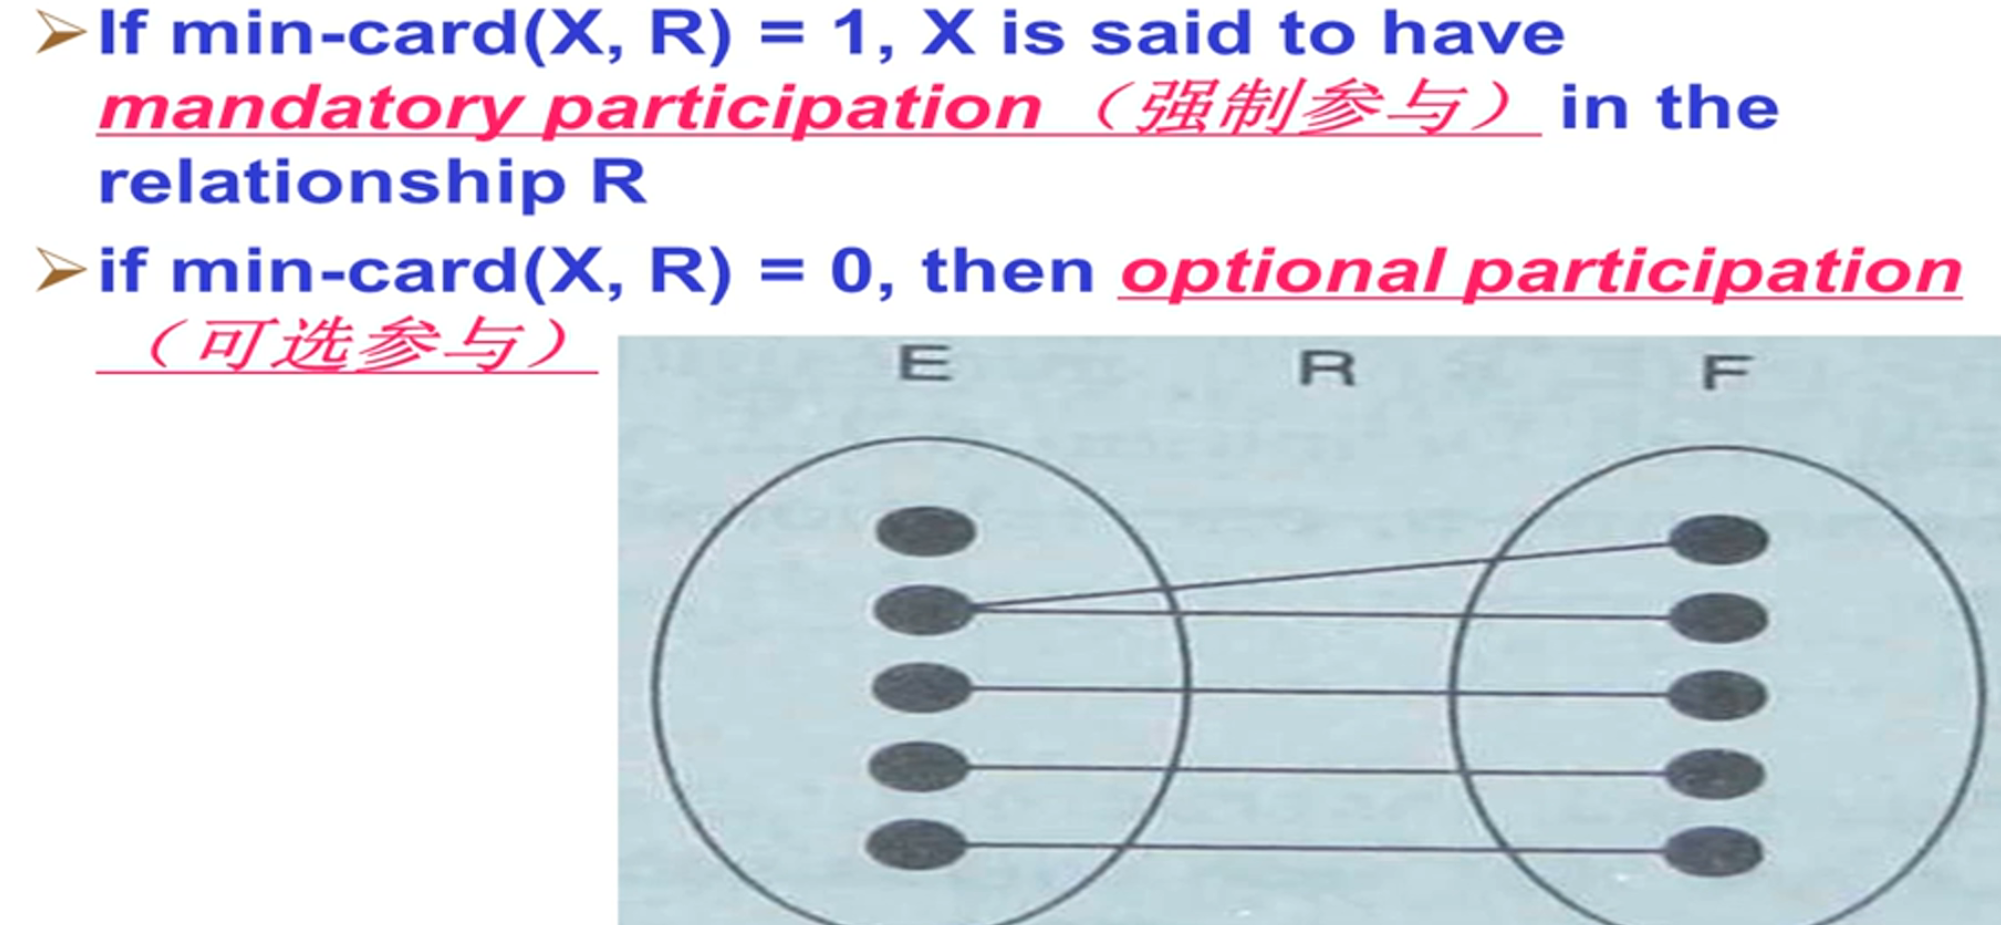 If min-card(X, R) = 1, X is said to have
mandatory participation（强制参与）in the
relationship R
if min-card(X, R) = 0, then optional participation
（可选参与）
E R F